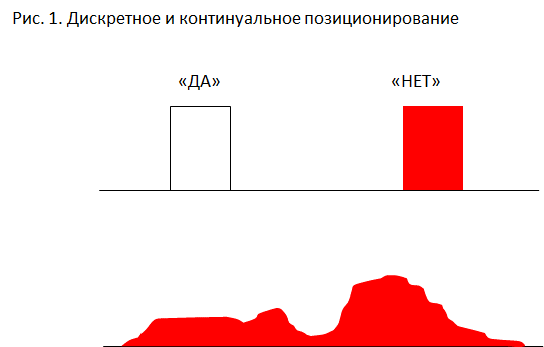 Рис. 1. Дискретное и континуальное позиционирование
«ДА» «НЕТ»